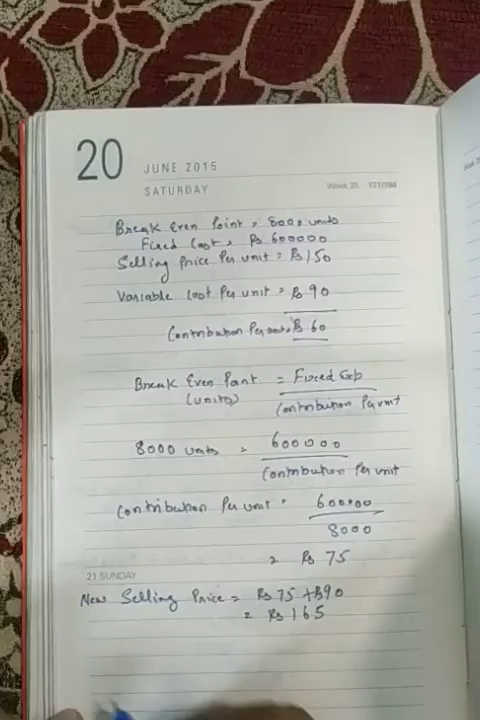 20
JUNE 2015
SATURDAY
Week 25 171/194
Break Even Point = 8000 units
Fixed Cost = Rs 600000
Selling Price Per unit = Rs 150
Variable Cost Per unit = Rs 90
Contribution Per unit = Rs 60
Break Even Point = Fixed Exp
(units) Contribution Per unit
8000 units = 600000
Contribution Per unit
Contribution Per unit = 600000
8000
= Rs 75
21 SUNDAY
New Selling Price = Rs 75 + Rs 90
= Rs 165